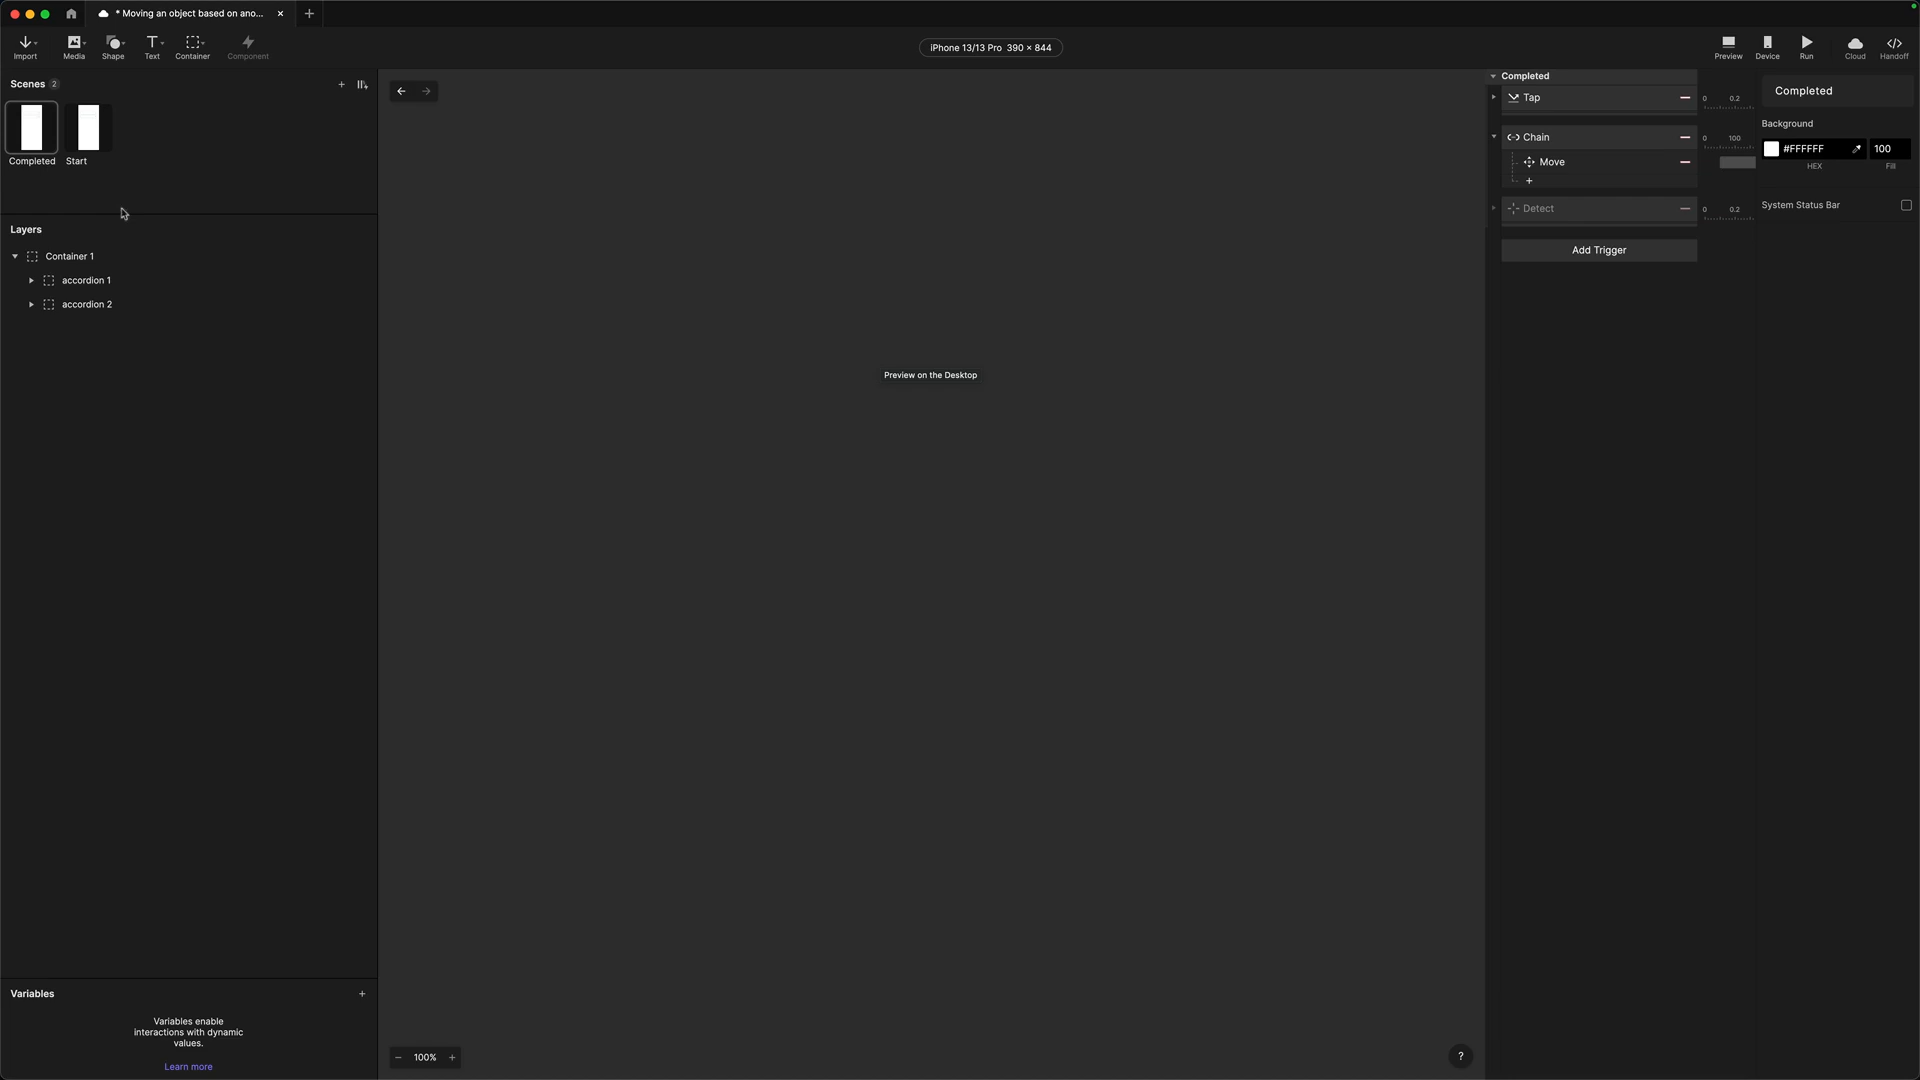 * Moving an object based on ano...
Import
Media
Shape
Text
Container
Component
iPhone 13/13 Pro 390 × 844
Preview
Device
Run
Cloud
Handoff
Scenes 2
Completed
Start
Layers
Container 1
accordion 1
accordion 2
Preview on the Desktop
Completed
Tap
0 0.2
Chain
0 100
Move
Detect
0 0.2
Add Trigger
Completed
Background
#FFFFFF
100
HEX
Fill
System Status Bar
Variables
Variables enable
interactions with dynamic
values.
Learn more
100%
?